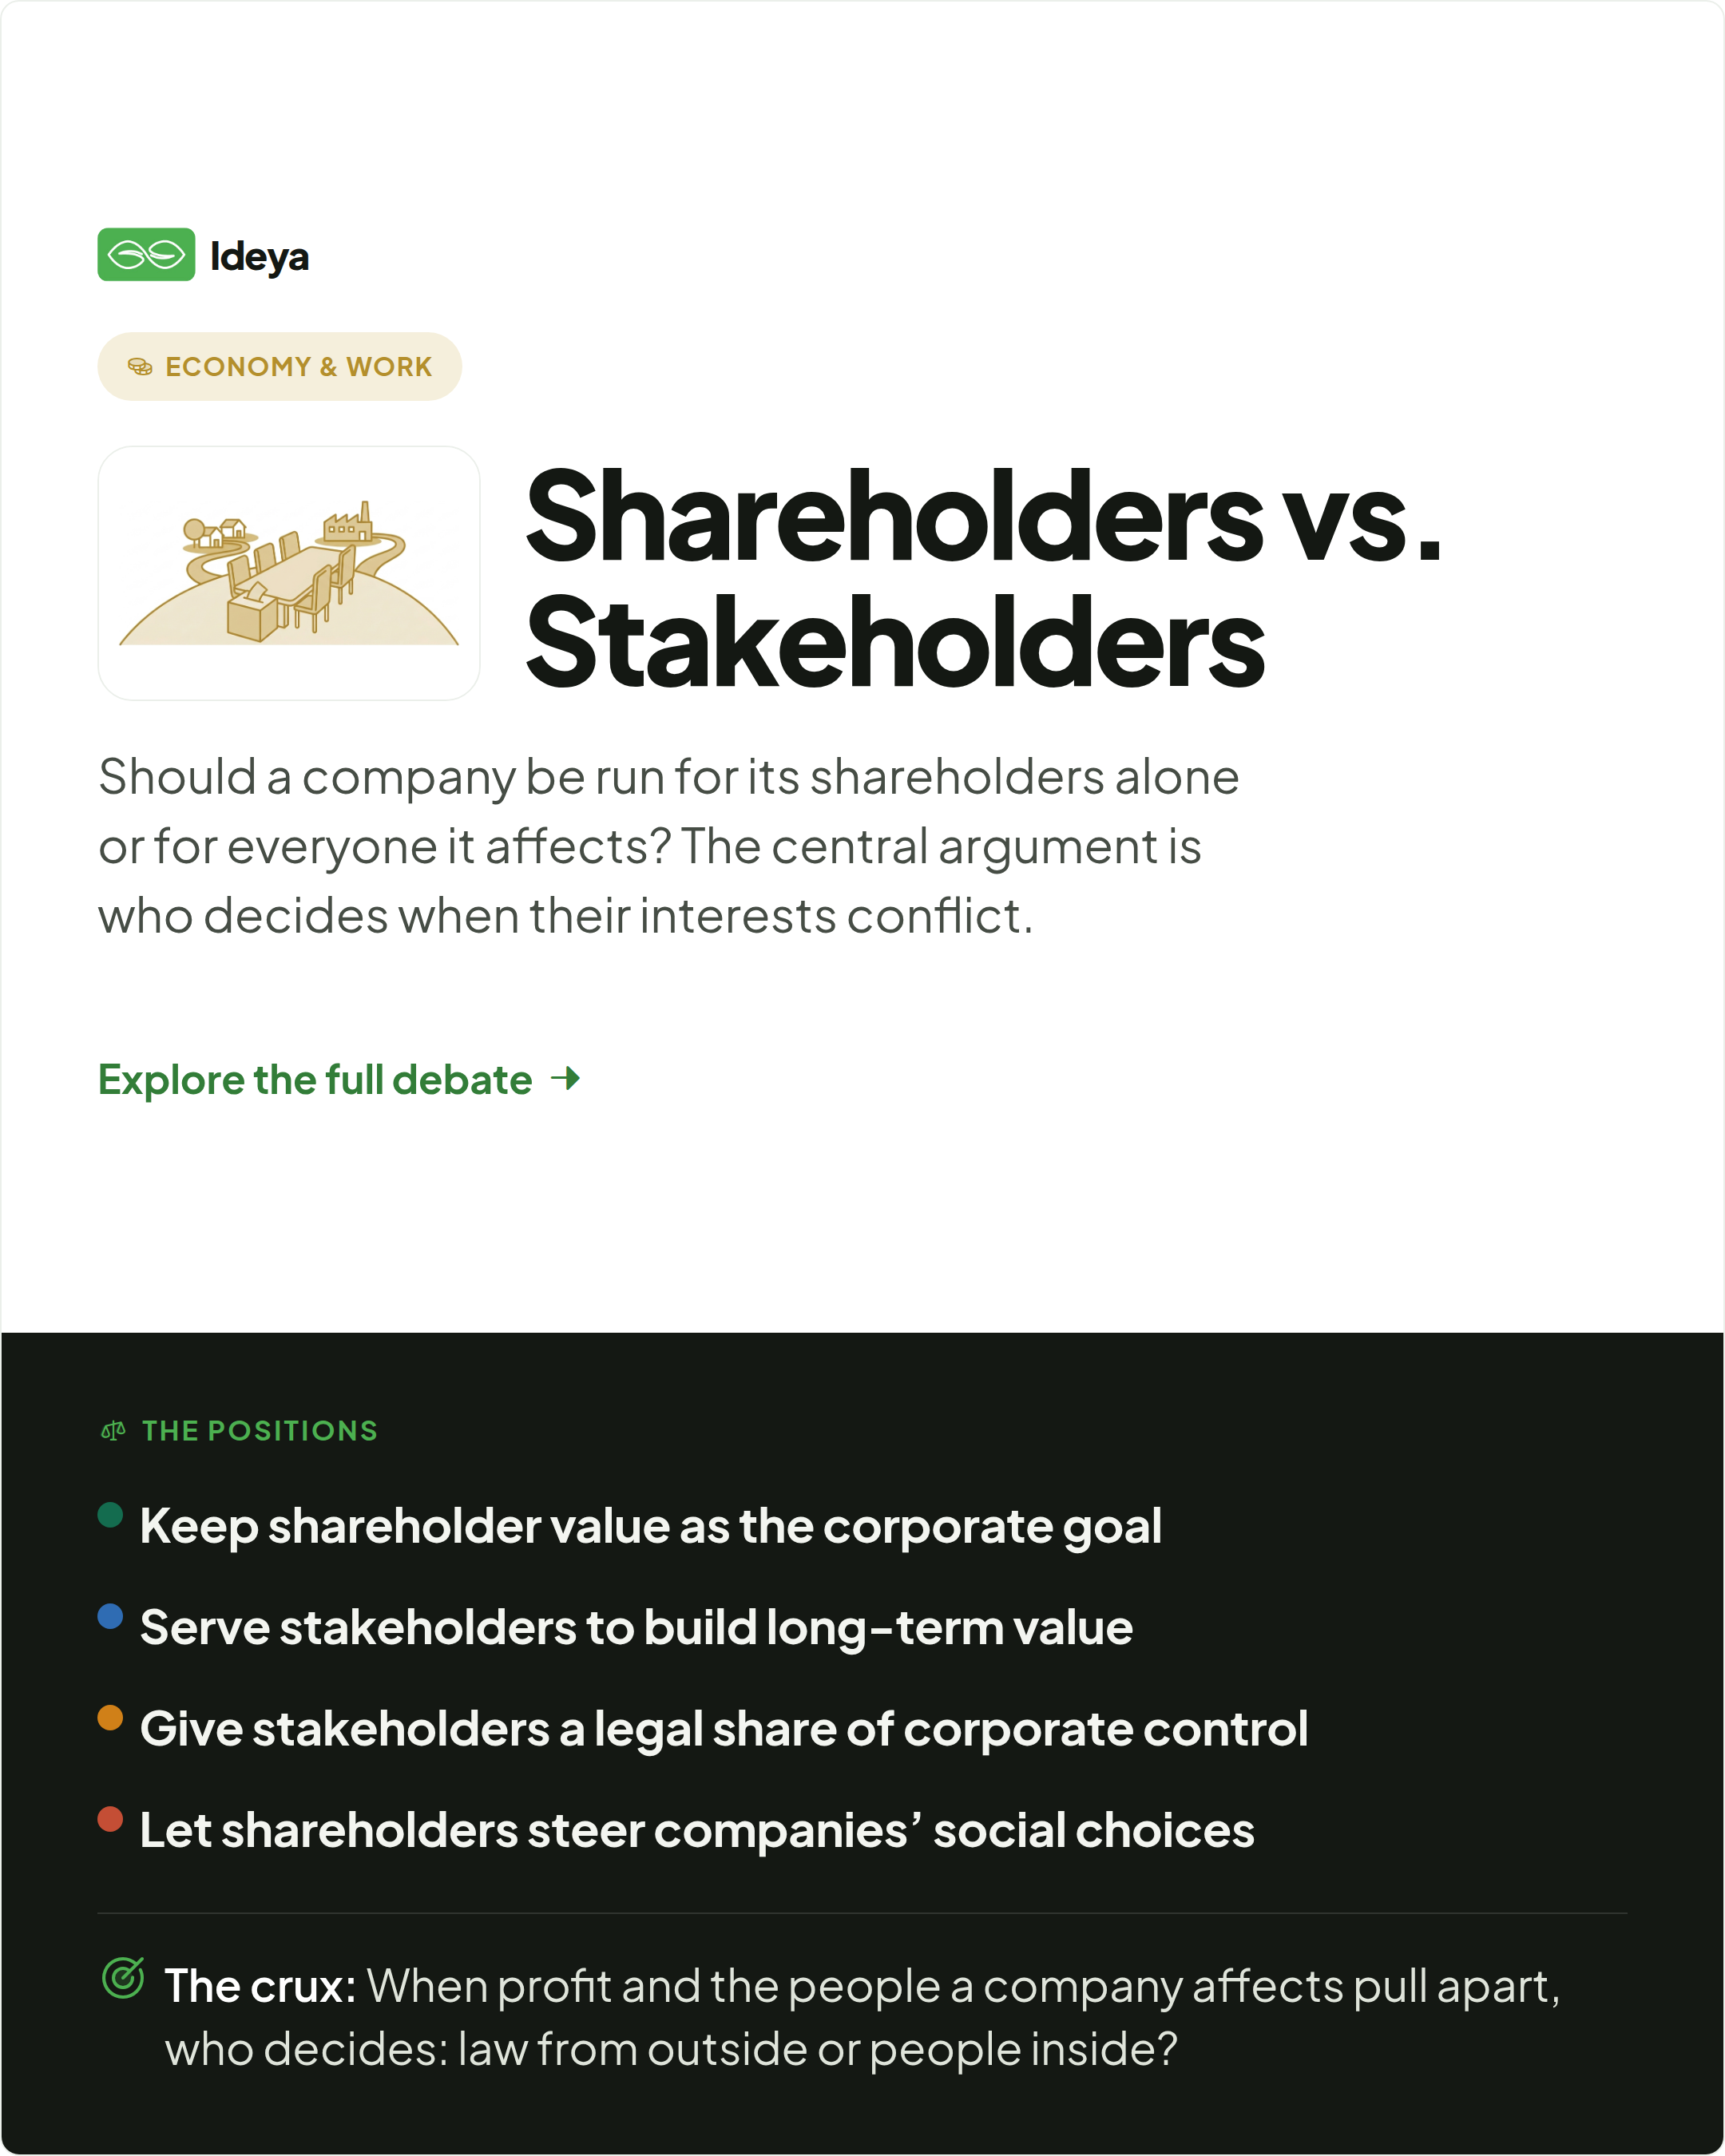 Ideya
ECONOMY & WORK
Shareholders vs.
Stakeholders
Should a company be run for its shareholders alone
or for everyone it affects? The central argument is
who decides when their interests conflict.
Explore the full debate
THE POSITIONS
Keep shareholder value as the corporate goal
Serve stakeholders to build long-term value
Give stakeholders a legal share of corporate control
Let shareholders steer companies’ social choices
The crux: When profit and the people a company affects pull apart,
who decides: law from outside or people inside?